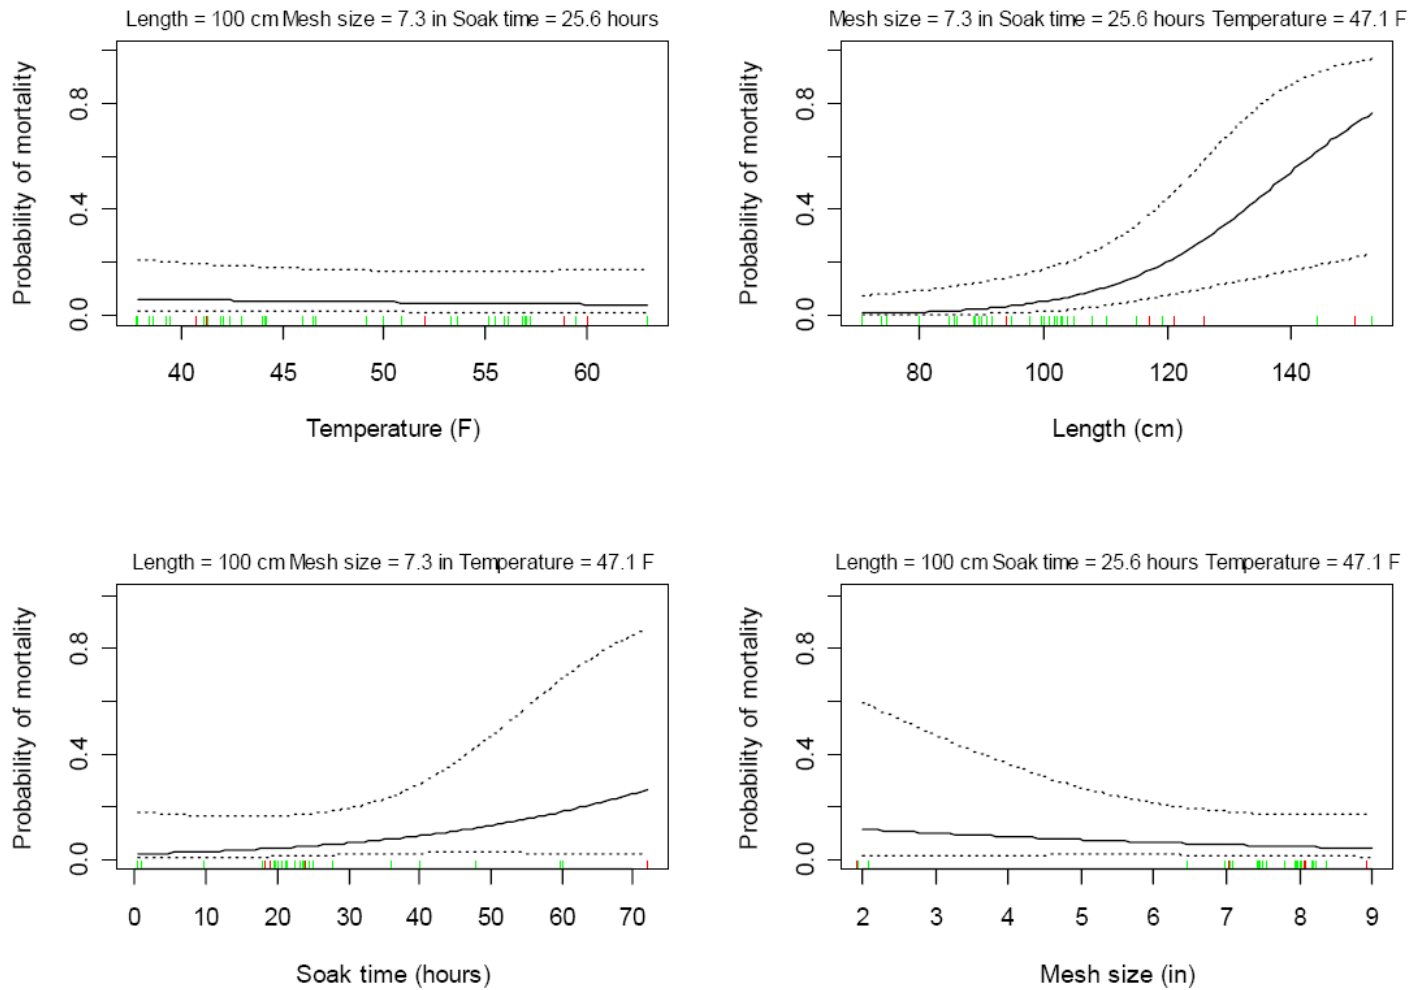 Length = 100 cm Mesh size = 7.3 in Soak time = 25.6 hours
Probability of mortality
0.8
0.4
0.0
40 45 50 55 60
Temperature (F)
Mesh size = 7.3 in Soak time = 25.6 hours Temperature = 47.1 F
Probability of mortality
0.8
0.4
0.0
80 100 120 140
Length (cm)
Length = 100 cm Mesh size = 7.3 in Temperature = 47.1 F
Probability of mortality
0.8
0.4
0.0
0 10 20 30 40 50 60 70
Soak time (hours)
Length = 100 cm Soak time = 25.6 hours Temperature = 47.1 F
Probability of mortality
0.8
0.4
0.0
2 3 4 5 6 7 8 9
Mesh size (in)